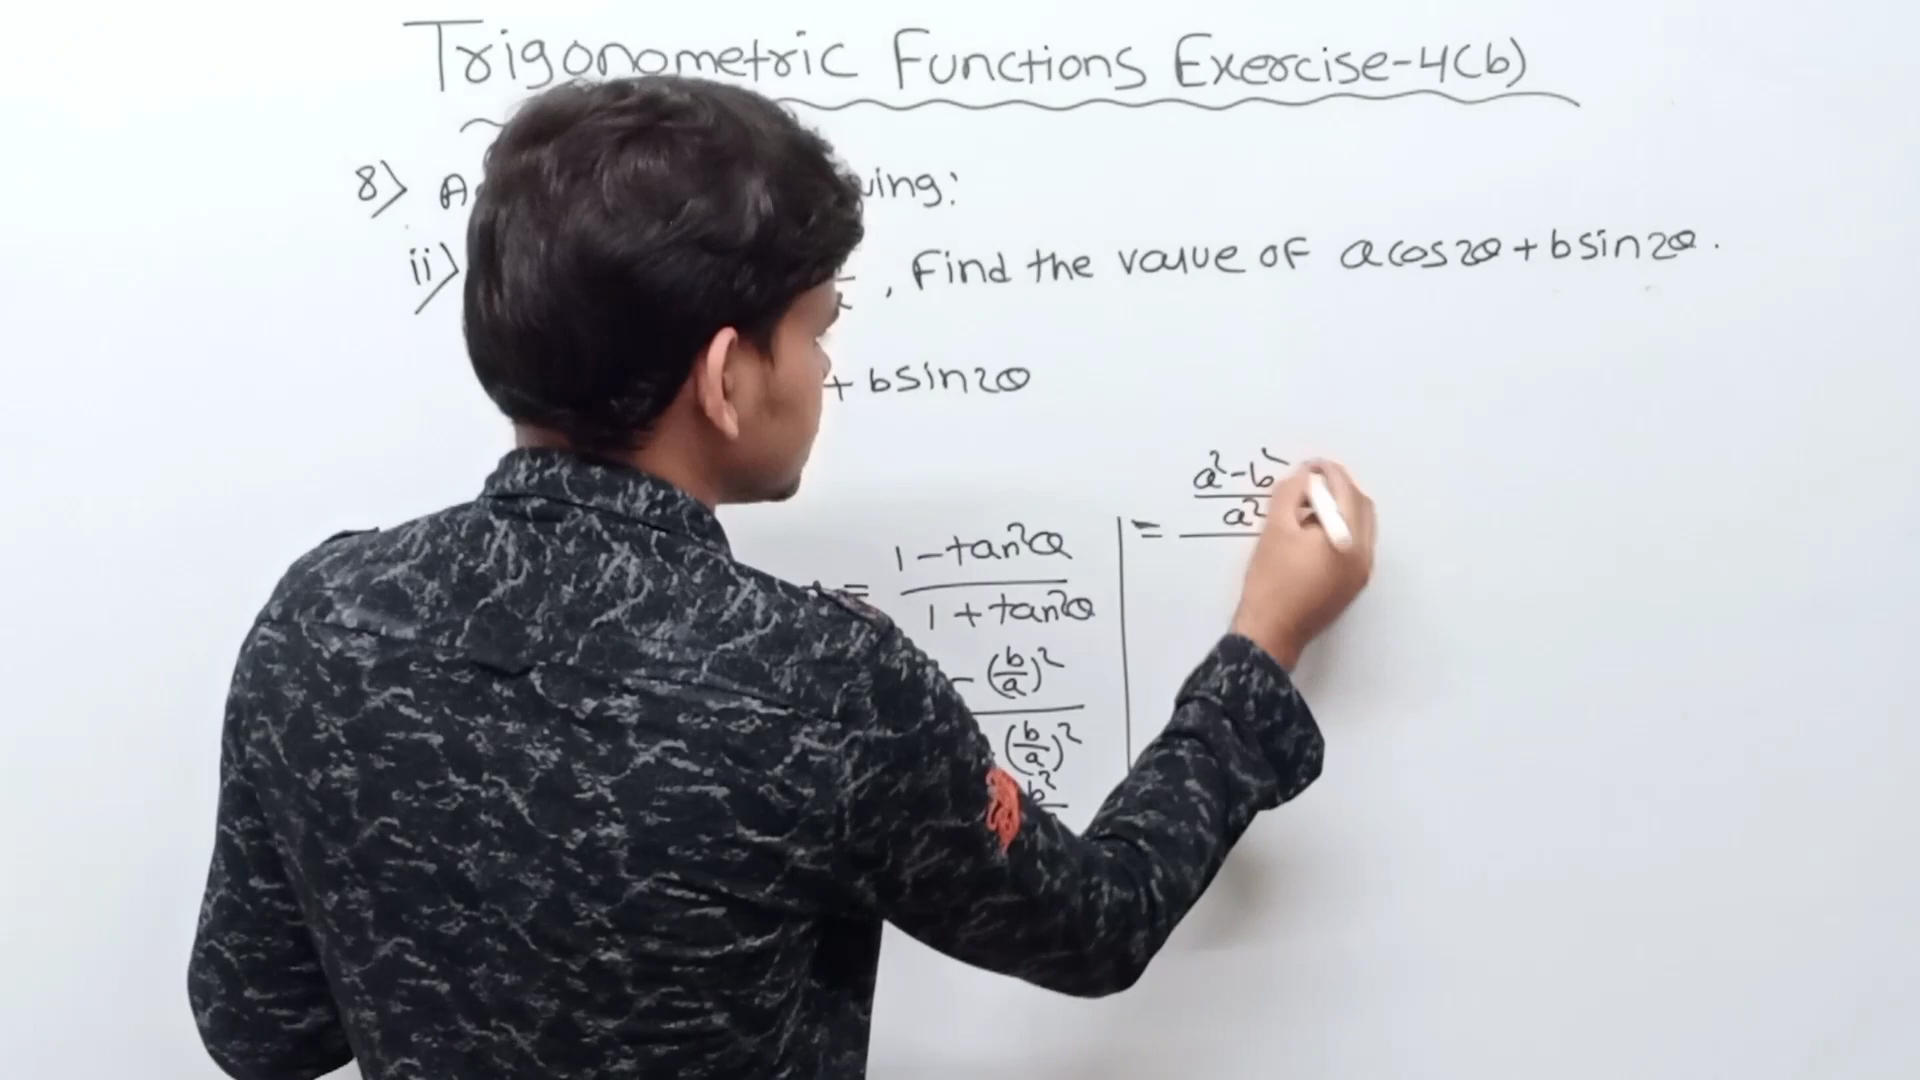 Trigonometric Functions Exercise-4(b)
8)
ii) , Find the value of acos2θ + bsin2θ.
+ bsin2θ
= 1 - tan²θ / 1 + tan²θ
- (b/a)² / (b/a)²
b²
= a² - b² / a²